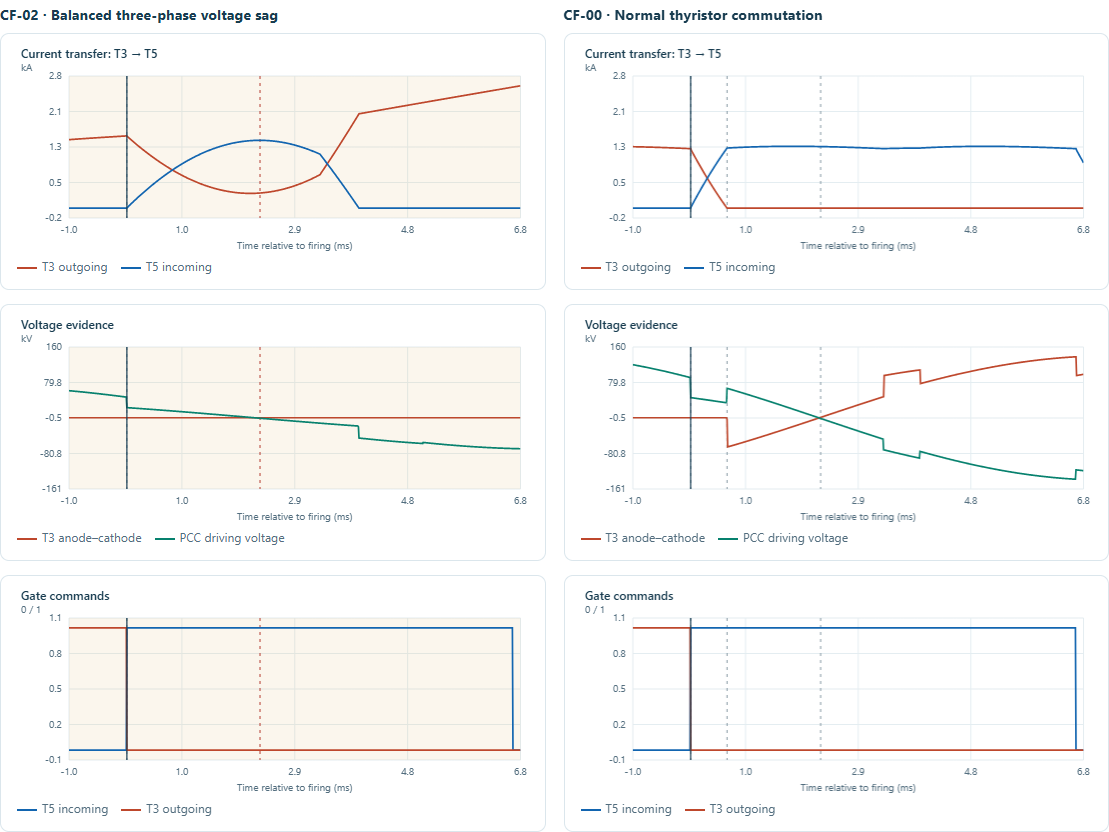 CF-02 · Balanced three-phase voltage sag
Current transfer: T3 → T5
kA
2.8
2.1
1.3
0.5
-0.2
-1.0 1.0 2.9 4.8 6.8
Time relative to firing (ms)
T3 outgoing T5 incoming
Voltage evidence
kV
160
79.8
-0.5
-80.8
-161
-1.0 1.0 2.9 4.8 6.8
Time relative to firing (ms)
T3 anode–cathode PCC driving voltage
Gate commands
0 / 1
1.1
0.8
0.5
0.2
-0.1
-1.0 1.0 2.9 4.8 6.8
Time relative to firing (ms)
T5 incoming T3 outgoing
CF-00 · Normal thyristor commutation
Current transfer: T3 → T5
kA
2.8
2.1
1.3
0.5
-0.2
-1.0 1.0 2.9 4.8 6.8
Time relative to firing (ms)
T3 outgoing T5 incoming
Voltage evidence
kV
160
79.8
-0.5
-80.8
-161
-1.0 1.0 2.9 4.8 6.8
Time relative to firing (ms)
T3 anode–cathode PCC driving voltage
Gate commands
0 / 1
1.1
0.8
0.5
0.2
-0.1
-1.0 1.0 2.9 4.8 6.8
Time relative to firing (ms)
T5 incoming T3 outgoing